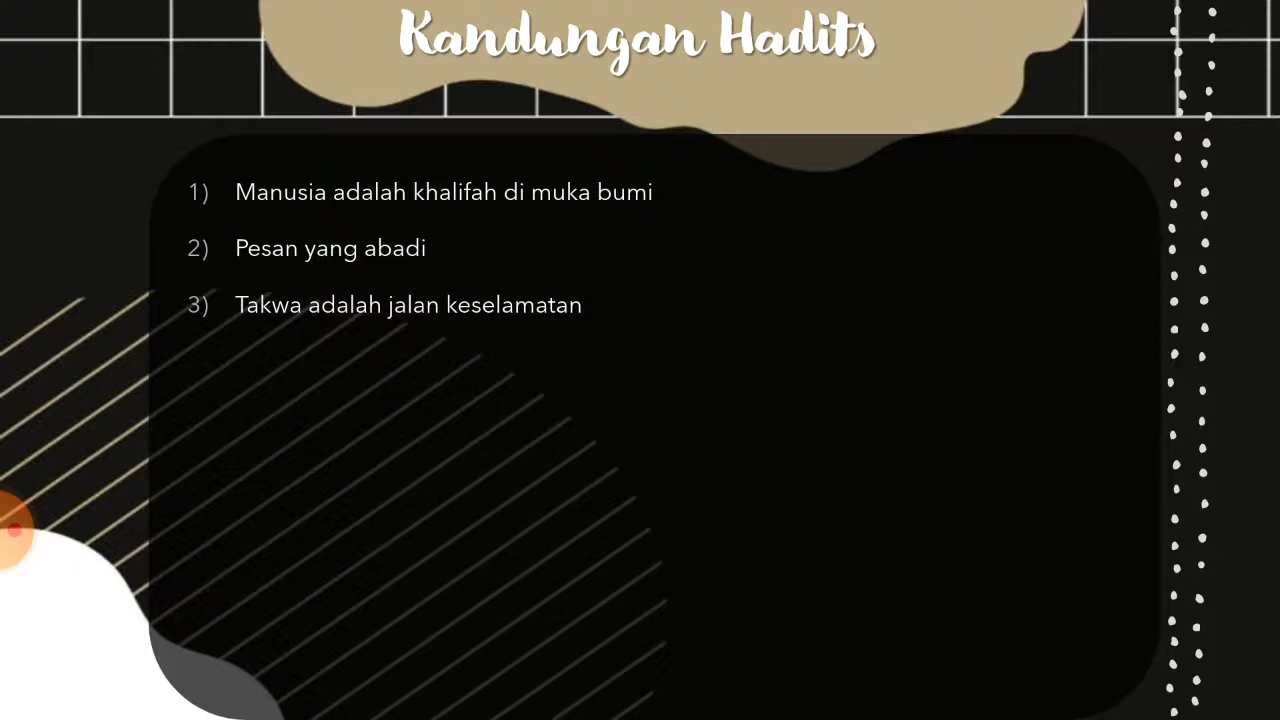 Kandungan Hadits
1) Manusia adalah khalifah di muka bumi
2) Pesan yang abadi
3) Takwa adalah jalan keselamatan